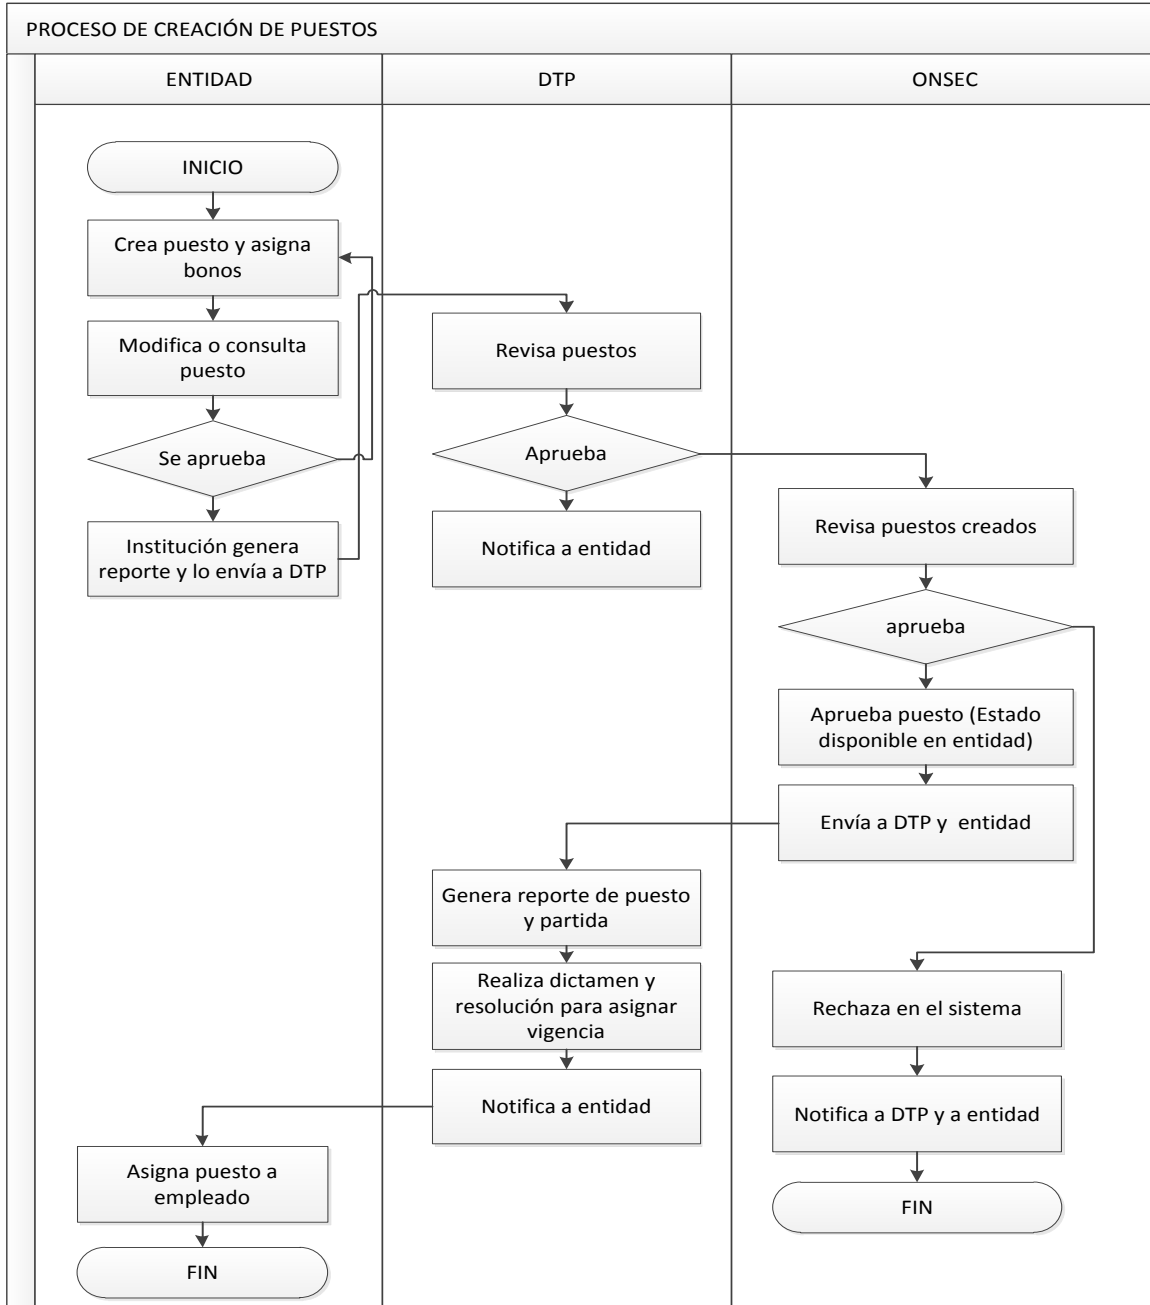 PROCESO DE CREACIÓN DE PUESTOS
ENTIDAD
DTP
ONSEC
INICIO
Crea puesto y asigna
bonos
Modifica o consulta
puesto
Se aprueba
Institución genera
reporte y lo envía a DTP
Revisa puestos
Aprueba
Notifica a entidad
Revisa puestos creados
aprueba
Aprueba puesto (Estado
disponible en entidad)
Envía a DTP y  entidad
Genera reporte de puesto
y partida
Realiza dictamen y
resolución para asignar
vigencia
Notifica a entidad
Rechaza en el sistema
Notifica a DTP y a entidad
FIN
Asigna puesto a
empleado
FIN